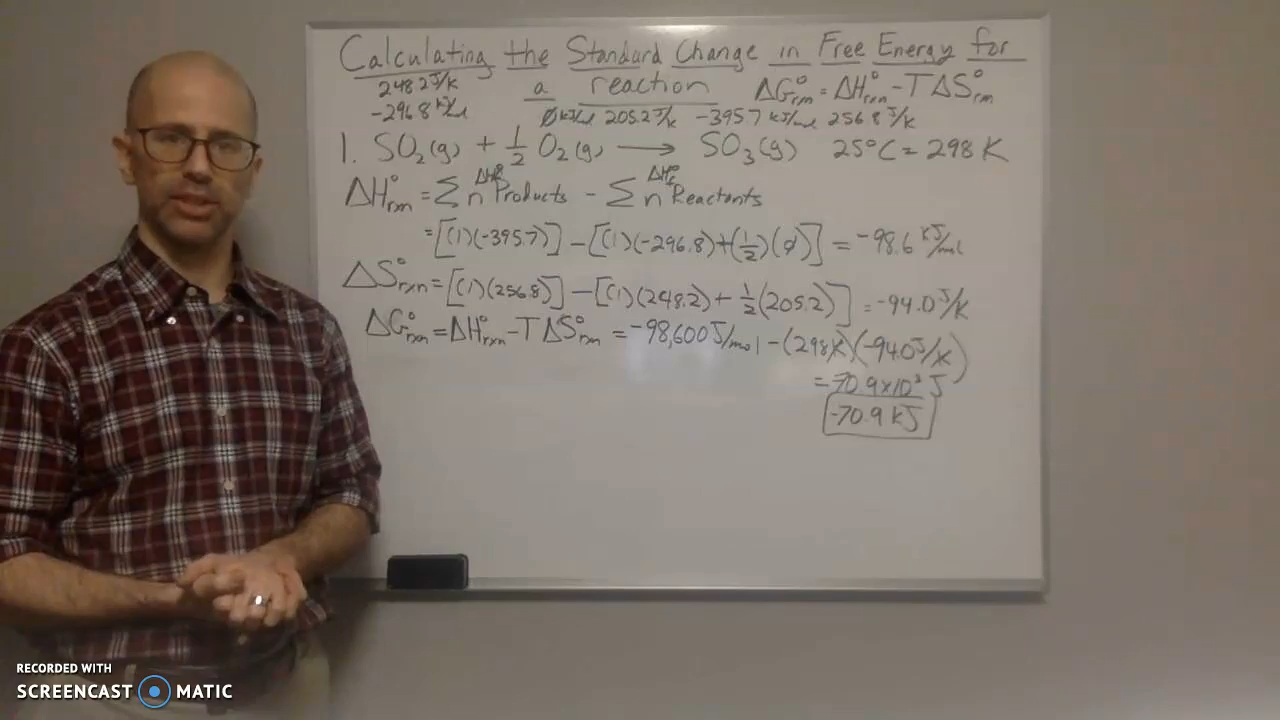 Calculating the Standard Change in Free Energy for
a reaction ΔG°rxn = ΔH°rxn - TΔS°rxn
248.2 J/K
-296.8 kJ/mol 0 kJ/mol 205.2 J/K -395.7 kJ/mol 256.8 J/K
1. SO₂(g) + 1/2 O₂(g) → SO₃(g) 25°C = 298 K
ΔH°rxn = Σ n ΔH°f Products - Σ n ΔH°f Reactants
= [(1)(-395.7)] - [(1)(-296.8) + (1/2)(0)] = -98.6 kJ/mol
ΔS°rxn = [(1)(256.8)] - [(1)(248.2) + 1/2(205.2)] = -94.0 J/K
ΔG°rxn = ΔH°rxn - TΔS°rxn = -98,600 J/mol - (298K)(-94.0 J/K)
= -70.9 x 10³ J
-70.9 kJ
RECORDED WITH
SCREENCAST MATIC